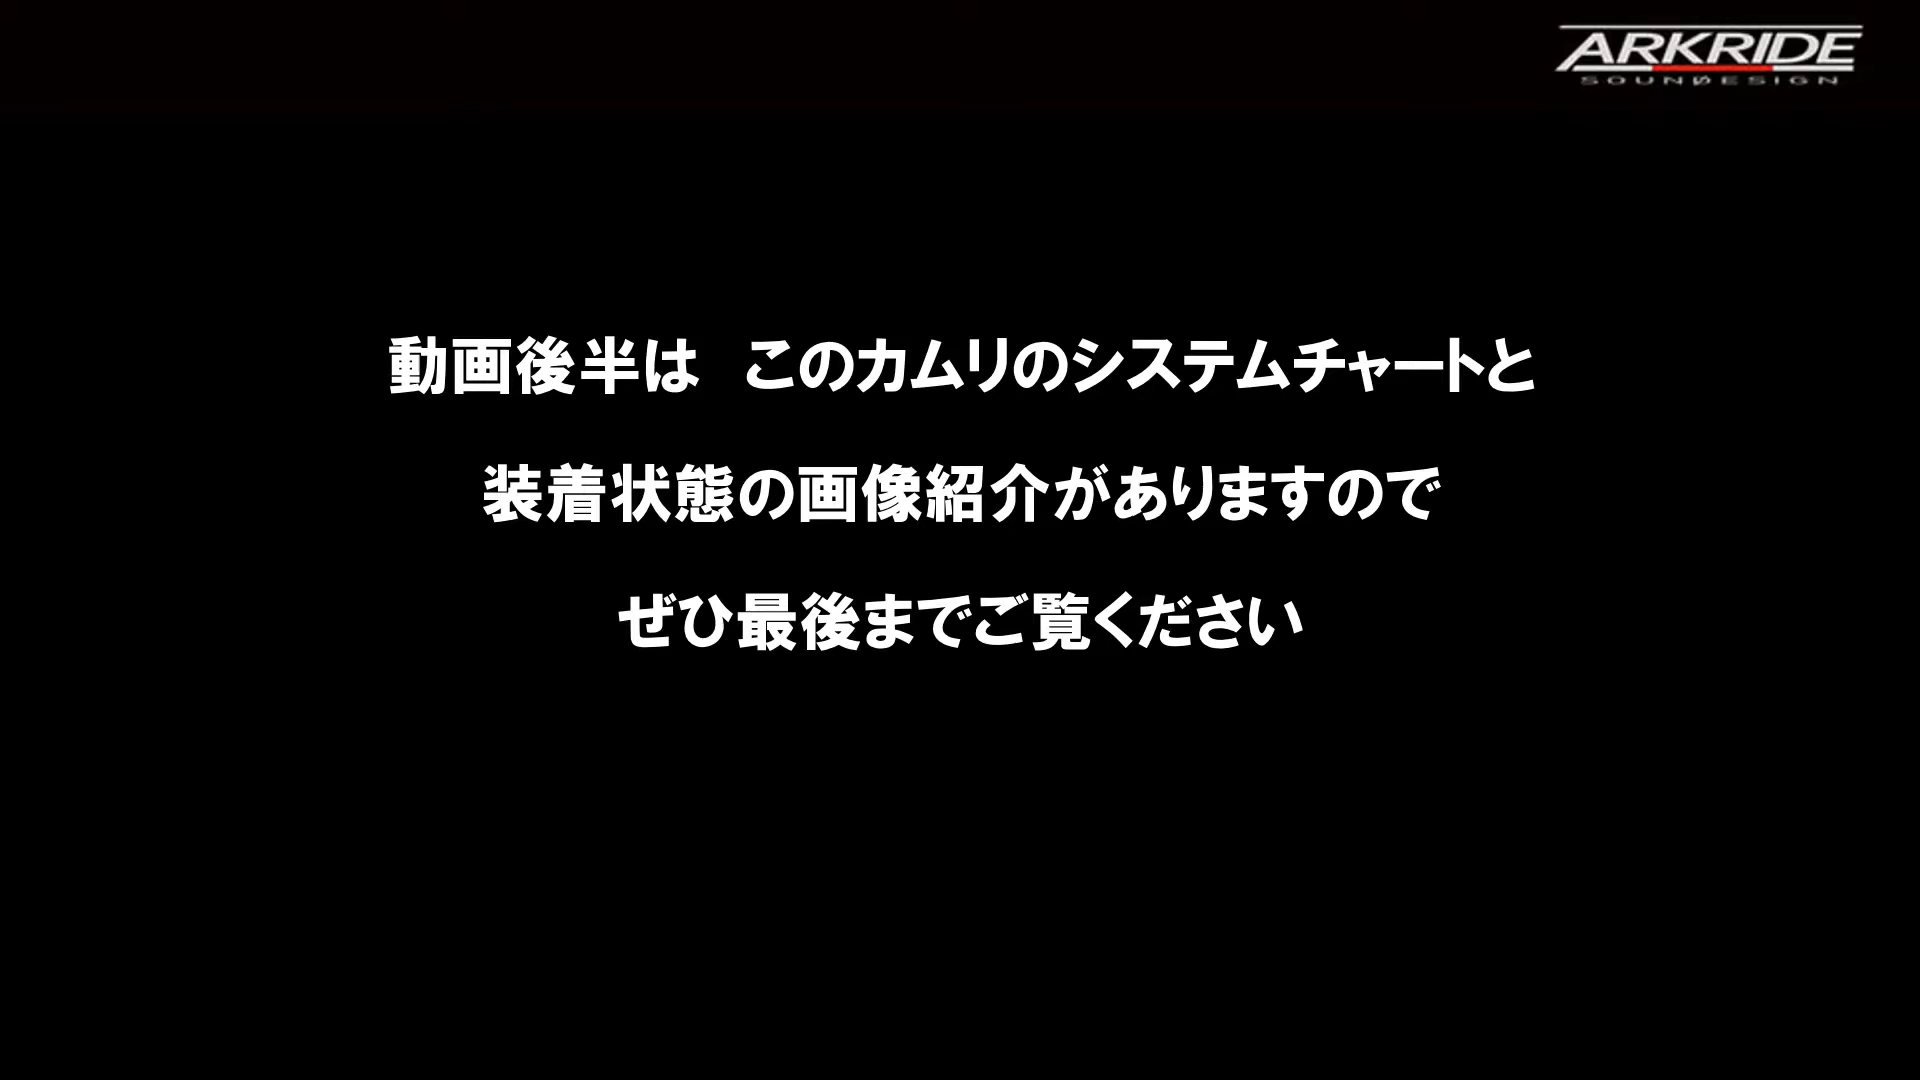 ARKRIDE
SOUNDESIGN
動画後半は　このカムリのシステムチャートと
装着状態の画像紹介がありますので
ぜひ最後までご覧ください